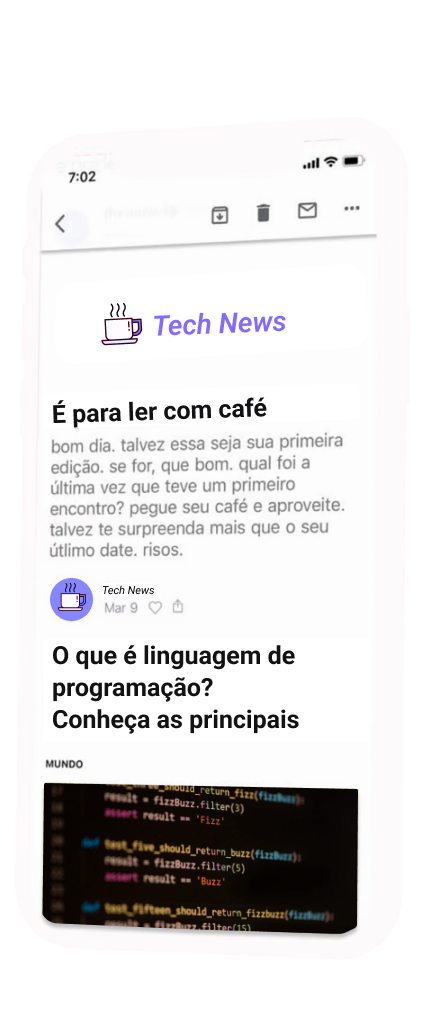 7:02
Tech News
É para ler com café
bom dia. talvez essa seja sua primeira
edição. se for, que bom. qual foi a
última vez que teve um primeiro
encontro? pegue seu café e aproveite.
talvez te surpreenda mais que o seu
útlimo date. risos.
Tech News
Mar 9
O que é linguagem de
programação?
Conheça as principais
MUNDO
should_return_fizz(fizzBuzz):
result = fizzBuzz.filter(3)
assert result == 'Fizz'
def test_five_should_return_buzz(fizzBuzz):
result = fizzBuzz.filter(5)
assert result == 'Buzz'
def test_fifteen_should_return_fizzbuzz(fizzBuzz):
result = fizzBuzz.filter(15)